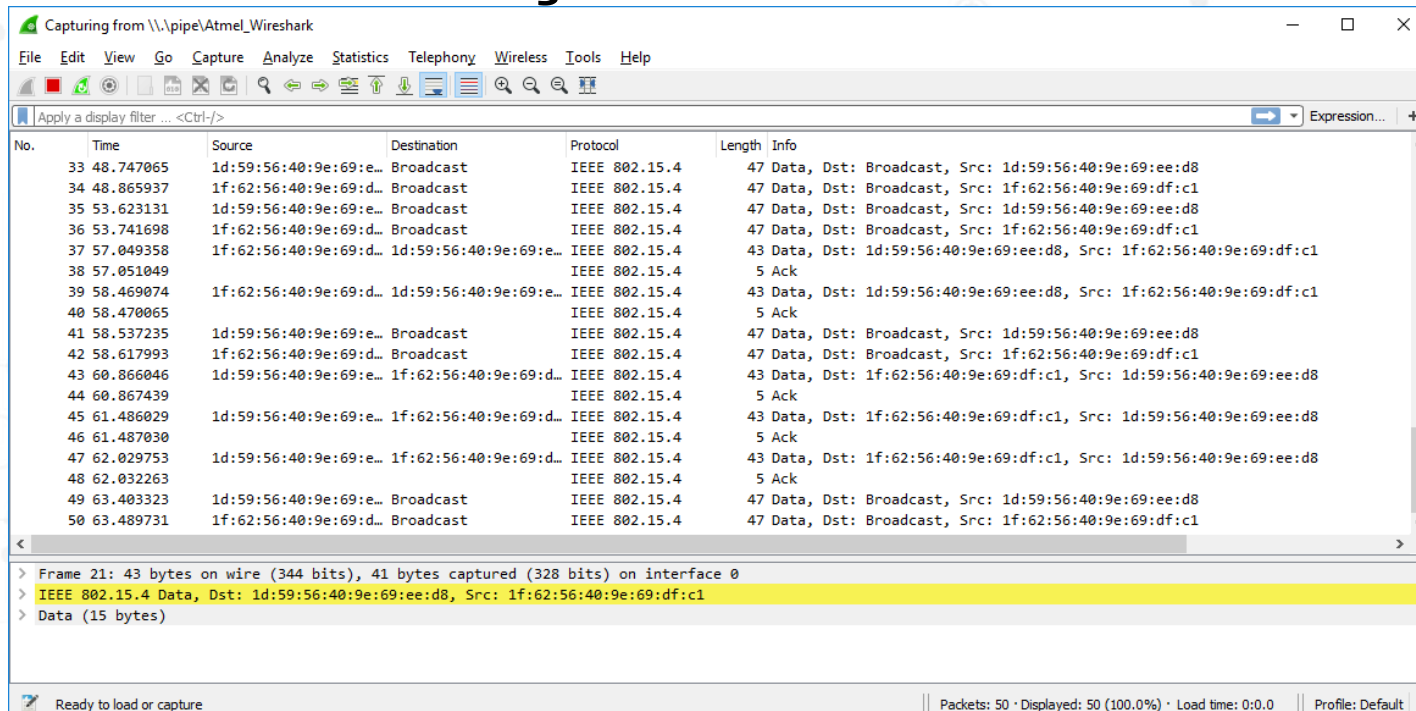 Capturing from \\.\pipe\Atmel_Wireshark
File Edit View Go Capture Analyze Statistics Telephony Wireless Tools Help
Apply a display filter ... <Ctrl-/> Expression... +
No. Time Source Destination Protocol Length Info
33 48.747065 1d:59:56:40:9e:69:e… Broadcast IEEE 802.15.4 47 Data, Dst: Broadcast, Src: 1d:59:56:40:9e:69:ee:d8
34 48.865937 1f:62:56:40:9e:69:d… Broadcast IEEE 802.15.4 47 Data, Dst: Broadcast, Src: 1f:62:56:40:9e:69:df:c1
35 53.623131 1d:59:56:40:9e:69:e… Broadcast IEEE 802.15.4 47 Data, Dst: Broadcast, Src: 1d:59:56:40:9e:69:ee:d8
36 53.741698 1f:62:56:40:9e:69:d… Broadcast IEEE 802.15.4 47 Data, Dst: Broadcast, Src: 1f:62:56:40:9e:69:df:c1
37 57.049358 1f:62:56:40:9e:69:d… 1d:59:56:40:9e:69:e… IEEE 802.15.4 43 Data, Dst: 1d:59:56:40:9e:69:ee:d8, Src: 1f:62:56:40:9e:69:df:c1
38 57.051049 IEEE 802.15.4 5 Ack
39 58.469074 1f:62:56:40:9e:69:d… 1d:59:56:40:9e:69:e… IEEE 802.15.4 43 Data, Dst: 1d:59:56:40:9e:69:ee:d8, Src: 1f:62:56:40:9e:69:df:c1
40 58.470065 IEEE 802.15.4 5 Ack
41 58.537235 1d:59:56:40:9e:69:e… Broadcast IEEE 802.15.4 47 Data, Dst: Broadcast, Src: 1d:59:56:40:9e:69:ee:d8
42 58.617993 1f:62:56:40:9e:69:d… Broadcast IEEE 802.15.4 47 Data, Dst: Broadcast, Src: 1f:62:56:40:9e:69:df:c1
43 60.866046 1d:59:56:40:9e:69:e… 1f:62:56:40:9e:69:d… IEEE 802.15.4 43 Data, Dst: 1f:62:56:40:9e:69:df:c1, Src: 1d:59:56:40:9e:69:ee:d8
44 60.867439 IEEE 802.15.4 5 Ack
45 61.486029 1d:59:56:40:9e:69:e… 1f:62:56:40:9e:69:d… IEEE 802.15.4 43 Data, Dst: 1f:62:56:40:9e:69:df:c1, Src: 1d:59:56:40:9e:69:ee:d8
46 61.487030 IEEE 802.15.4 5 Ack
47 62.029753 1d:59:56:40:9e:69:e… 1f:62:56:40:9e:69:d… IEEE 802.15.4 43 Data, Dst: 1f:62:56:40:9e:69:df:c1, Src: 1d:59:56:40:9e:69:ee:d8
48 62.032263 IEEE 802.15.4 5 Ack
49 63.403323 1d:59:56:40:9e:69:e… Broadcast IEEE 802.15.4 47 Data, Dst: Broadcast, Src: 1d:59:56:40:9e:69:ee:d8
50 63.489731 1f:62:56:40:9e:69:d… Broadcast IEEE 802.15.4 47 Data, Dst: Broadcast, Src: 1f:62:56:40:9e:69:df:c1
> Frame 21: 43 bytes on wire (344 bits), 41 bytes captured (328 bits) on interface 0
> IEEE 802.15.4 Data, Dst: 1d:59:56:40:9e:69:ee:d8, Src: 1f:62:56:40:9e:69:df:c1
> Data (15 bytes)
Ready to load or capture Packets: 50 · Displayed: 50 (100.0%) · Load time: 0:0.0 Profile: Default